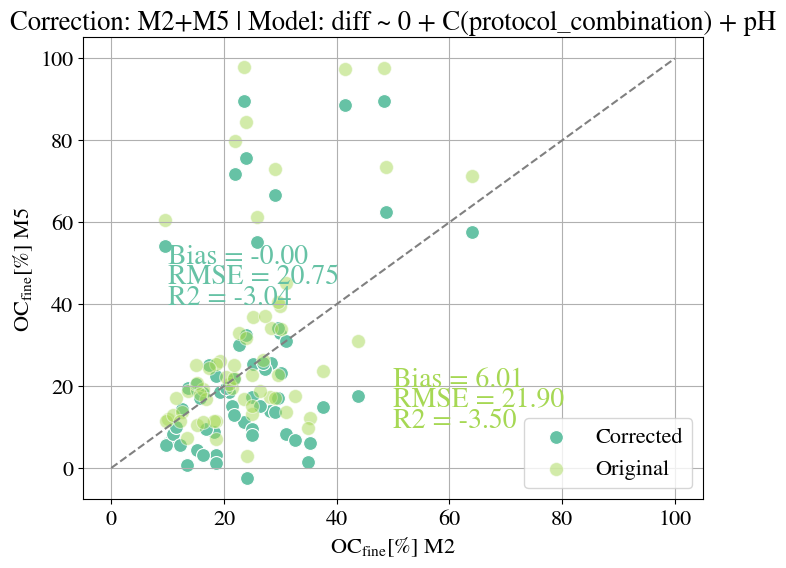 Correction: M2+M5 | Model: diff ~ 0 + C(protocol_combination) + pH
100
80
60
40
20
0
OCfine[%] M5
Bias = -0.00
RMSE = 20.75
R2 = -3.04
Bias = 6.01
RMSE = 21.90
R2 = -3.50
Corrected
Original
0 20 40 60 80 100
OCfine[%] M2